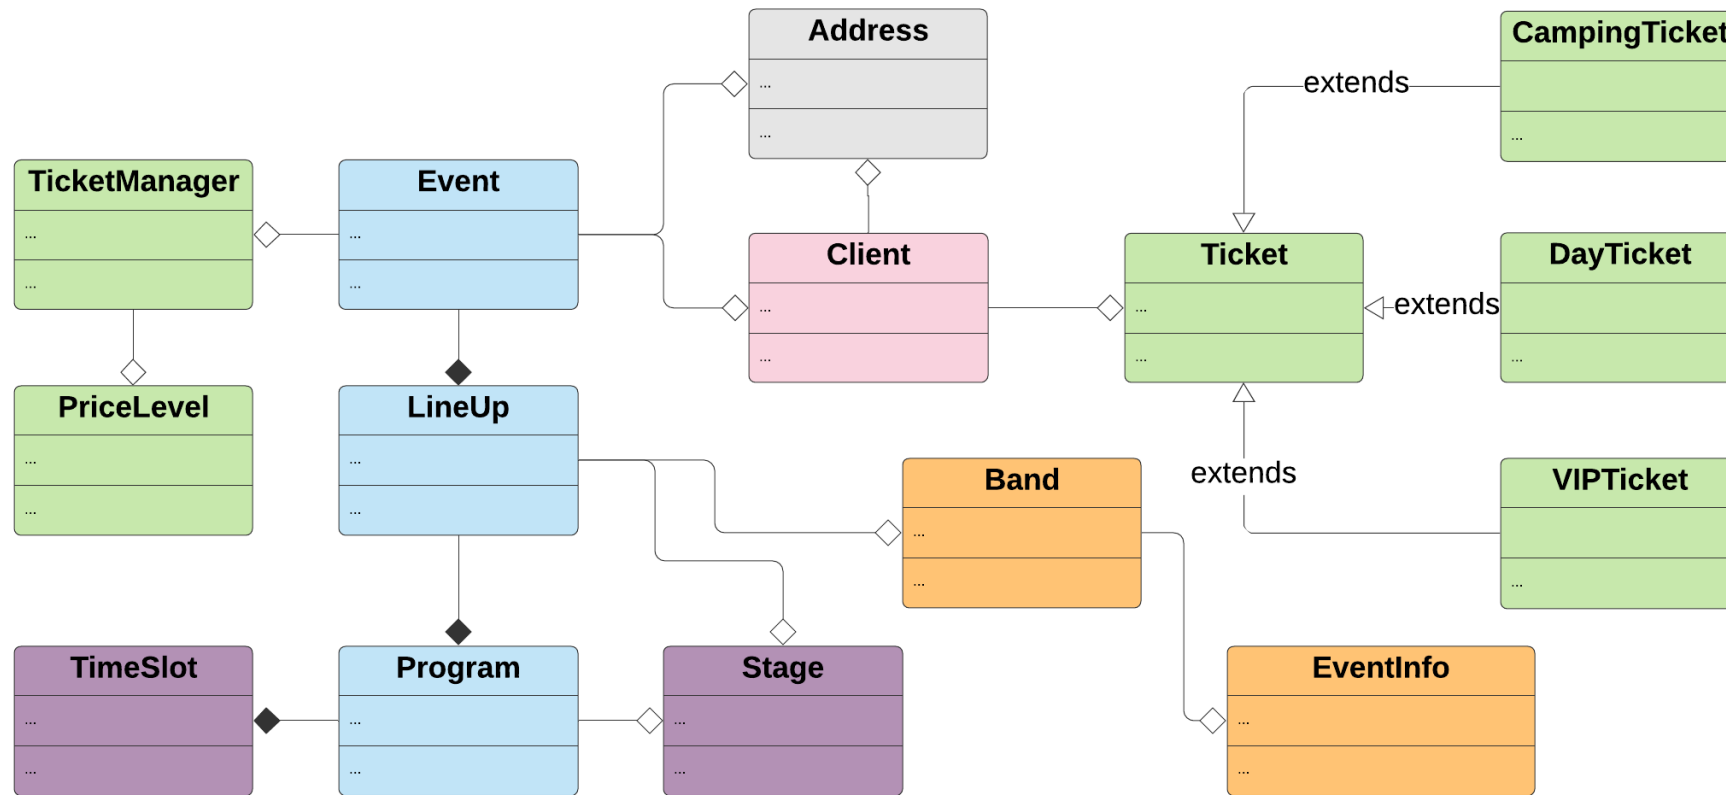 Address
...
...
CampingTicket
...
extends
TicketManager
...
...
Event
...
...
Client
...
...
Ticket
...
...
DayTicket
...
extends
PriceLevel
...
...
LineUp
...
...
Band
...
...
extends
VIPTicket
...
TimeSlot
...
...
Program
...
...
Stage
...
...
EventInfo
...
...